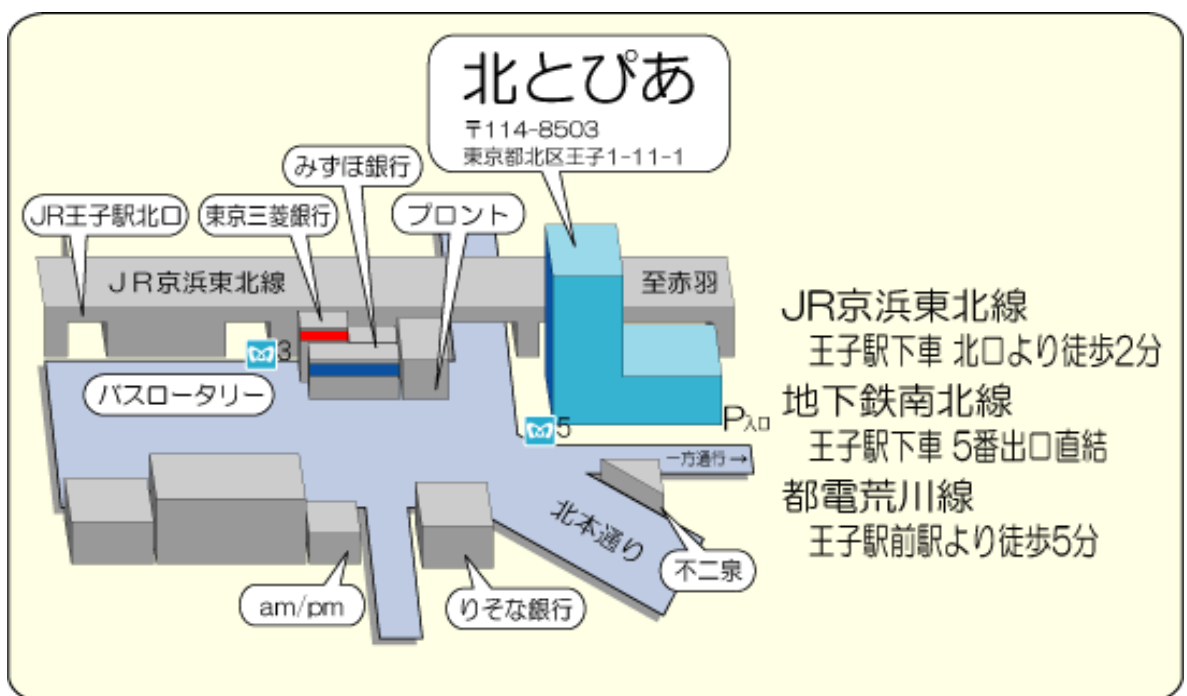 北とぴあ
〒114-8503
東京都北区王子1-11-1
みずほ銀行
JR王子駅北口
東京三菱銀行
プロント
JR京浜東北線
至赤羽
3
バスロータリー
5
P入口
一方通行→
北本通り
不二泉
am/pm
りそな銀行
JR京浜東北線
王子駅下車 北口より徒歩2分
地下鉄南北線
王子駅下車 5番出口直結
都電荒川線
王子駅前駅より徒歩5分